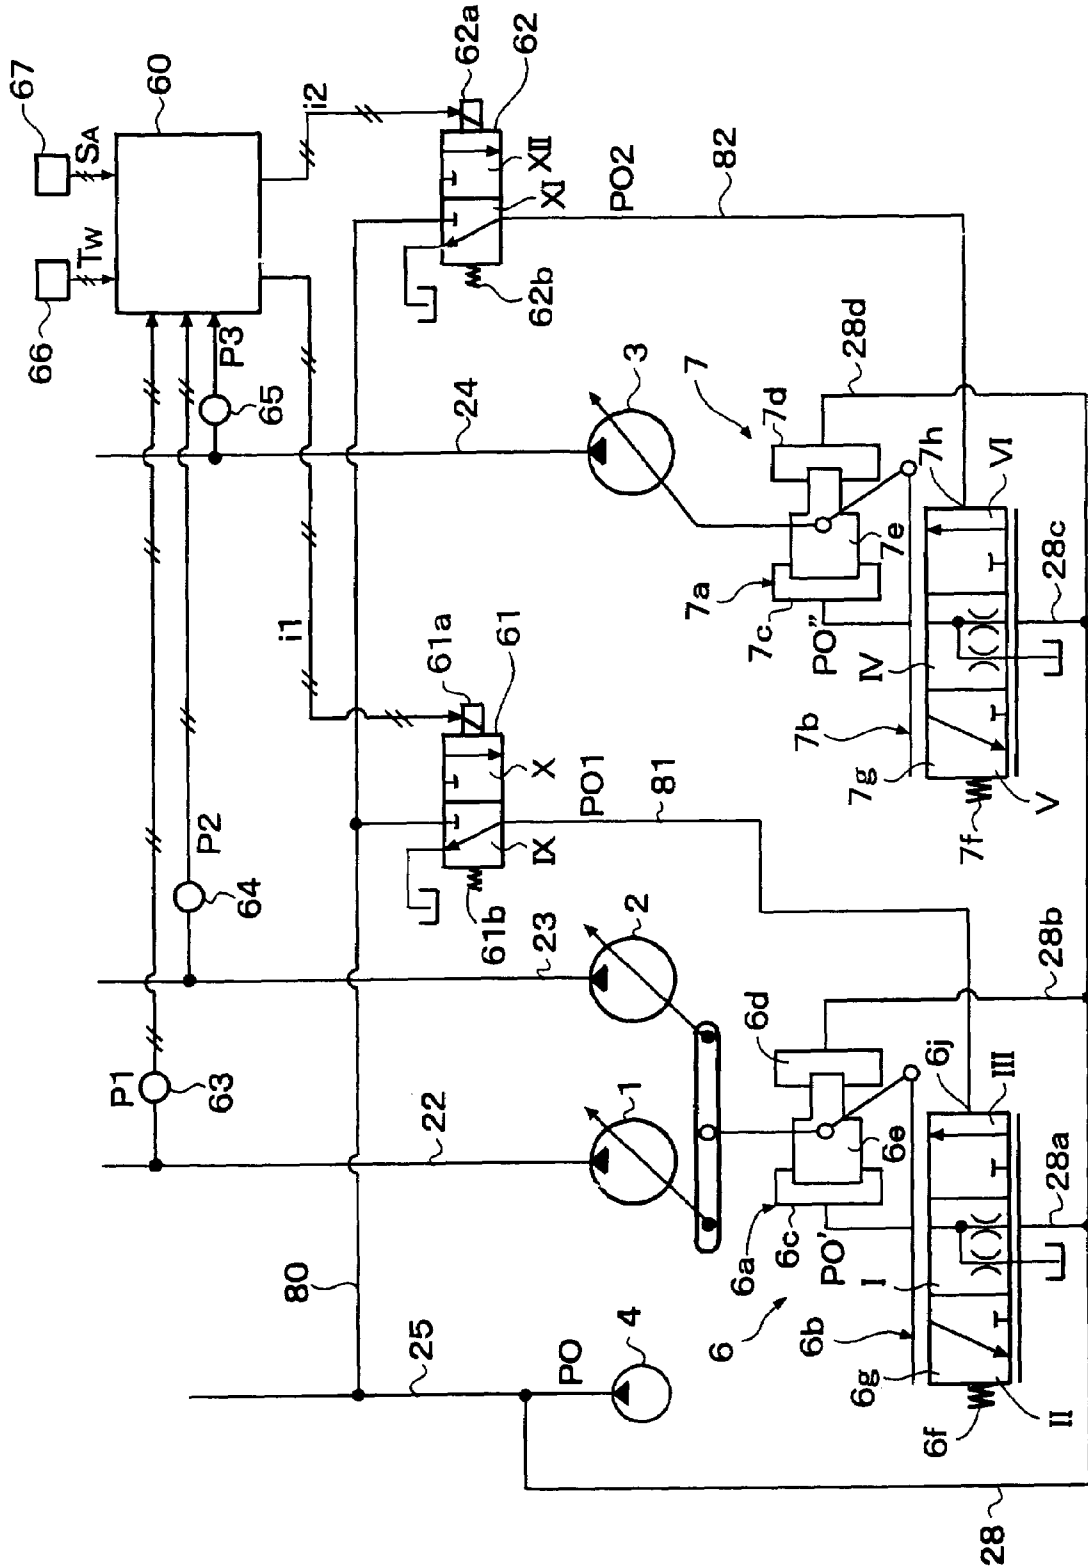 67
66
60
SA
TW
i2
62a
62
XII
XI
PO2
82
62b
P3
65
24
3
7
28d
7d
7h
VI
7a
7e
7c
PO"
28c
IV
7b
7g
V
7f
i1
61a
61
X
IX
PO1
81
61b
P2
64
23
2
28b
6d
6j
III
P1
63
22
1
6a
6e
6c
PO'
28a
I
6
6b
6g
II
6f
80
25
PO
4
28